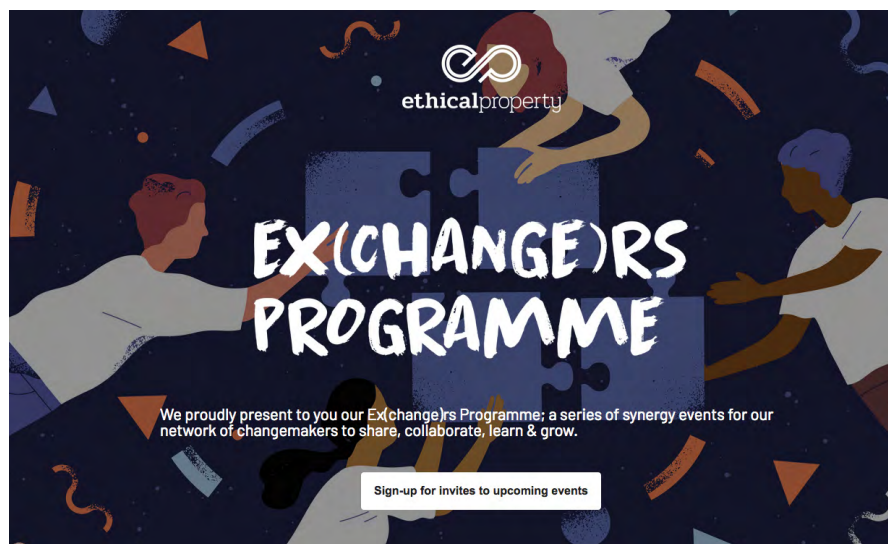 ethicalproperty
EX(CHANGE)RS
PROGRAMME
We proudly present to you our Ex(change)rs Programme; a series of synergy events for our
network of changemakers to share, collaborate, learn & grow.
Sign-up for invites to upcoming events